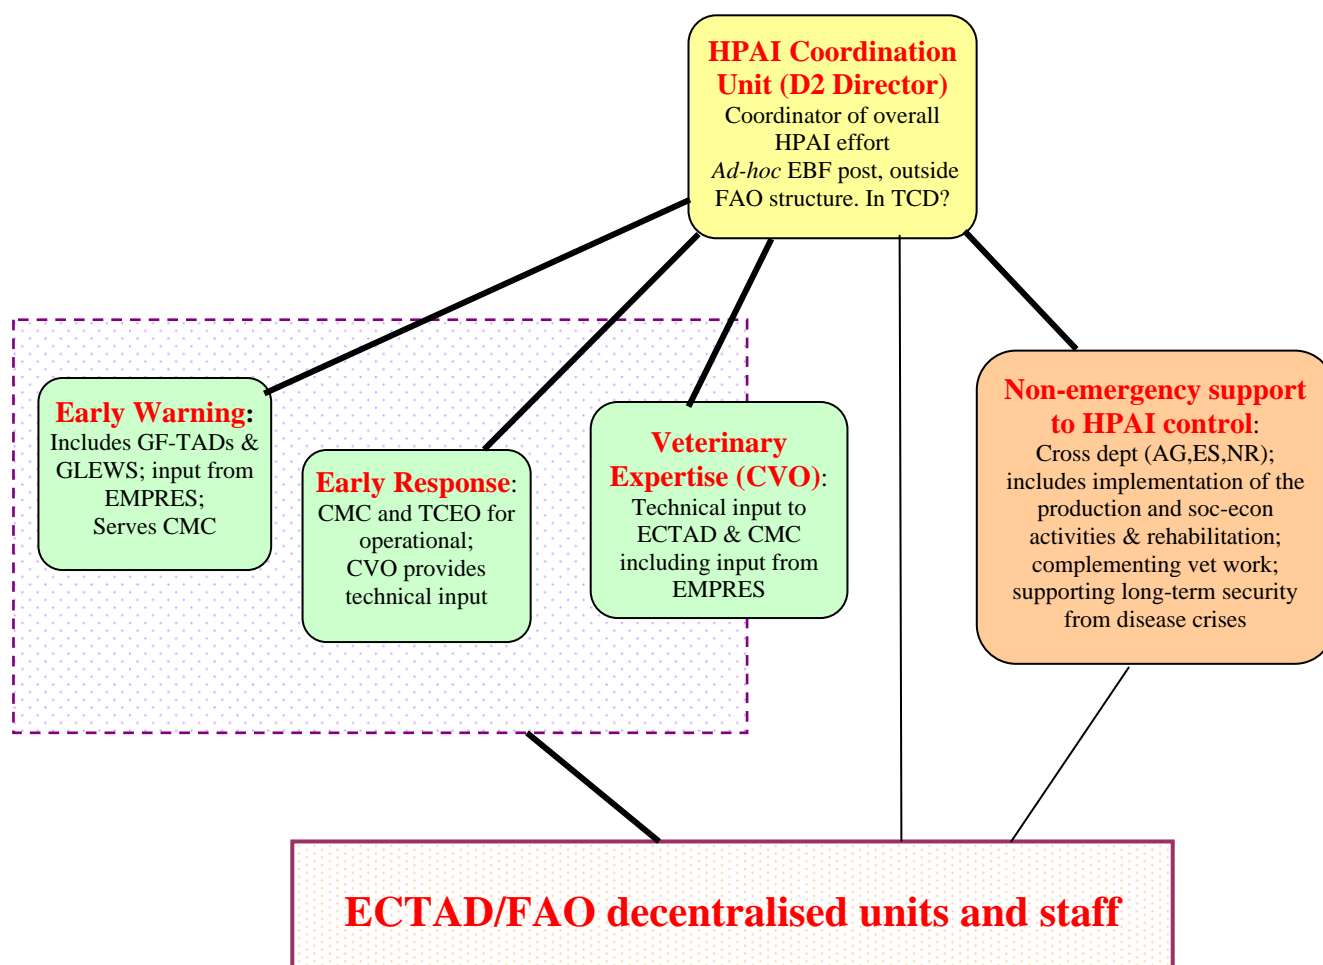 HPAI Coordination
Unit (D2 Director)
Coordinator of overall
HPAI effort
Ad-hoc EBF post, outside
FAO structure. In TCD?
Early Warning:
Includes GF-TADs &
GLEWS; input from
EMPRES;
Serves CMC
Early Response:
CMC and TCEO for
operational;
CVO provides
technical input
Veterinary
Expertise (CVO):
Technical input to
ECTAD & CMC
including input from
EMPRES
Non-emergency support
to HPAI control:
Cross dept (AG,ES,NR);
includes implementation of the
production and soc-econ
activities & rehabilitation;
complementing vet work;
supporting long-term security
from disease crises
ECTAD/FAO decentralised units and staff